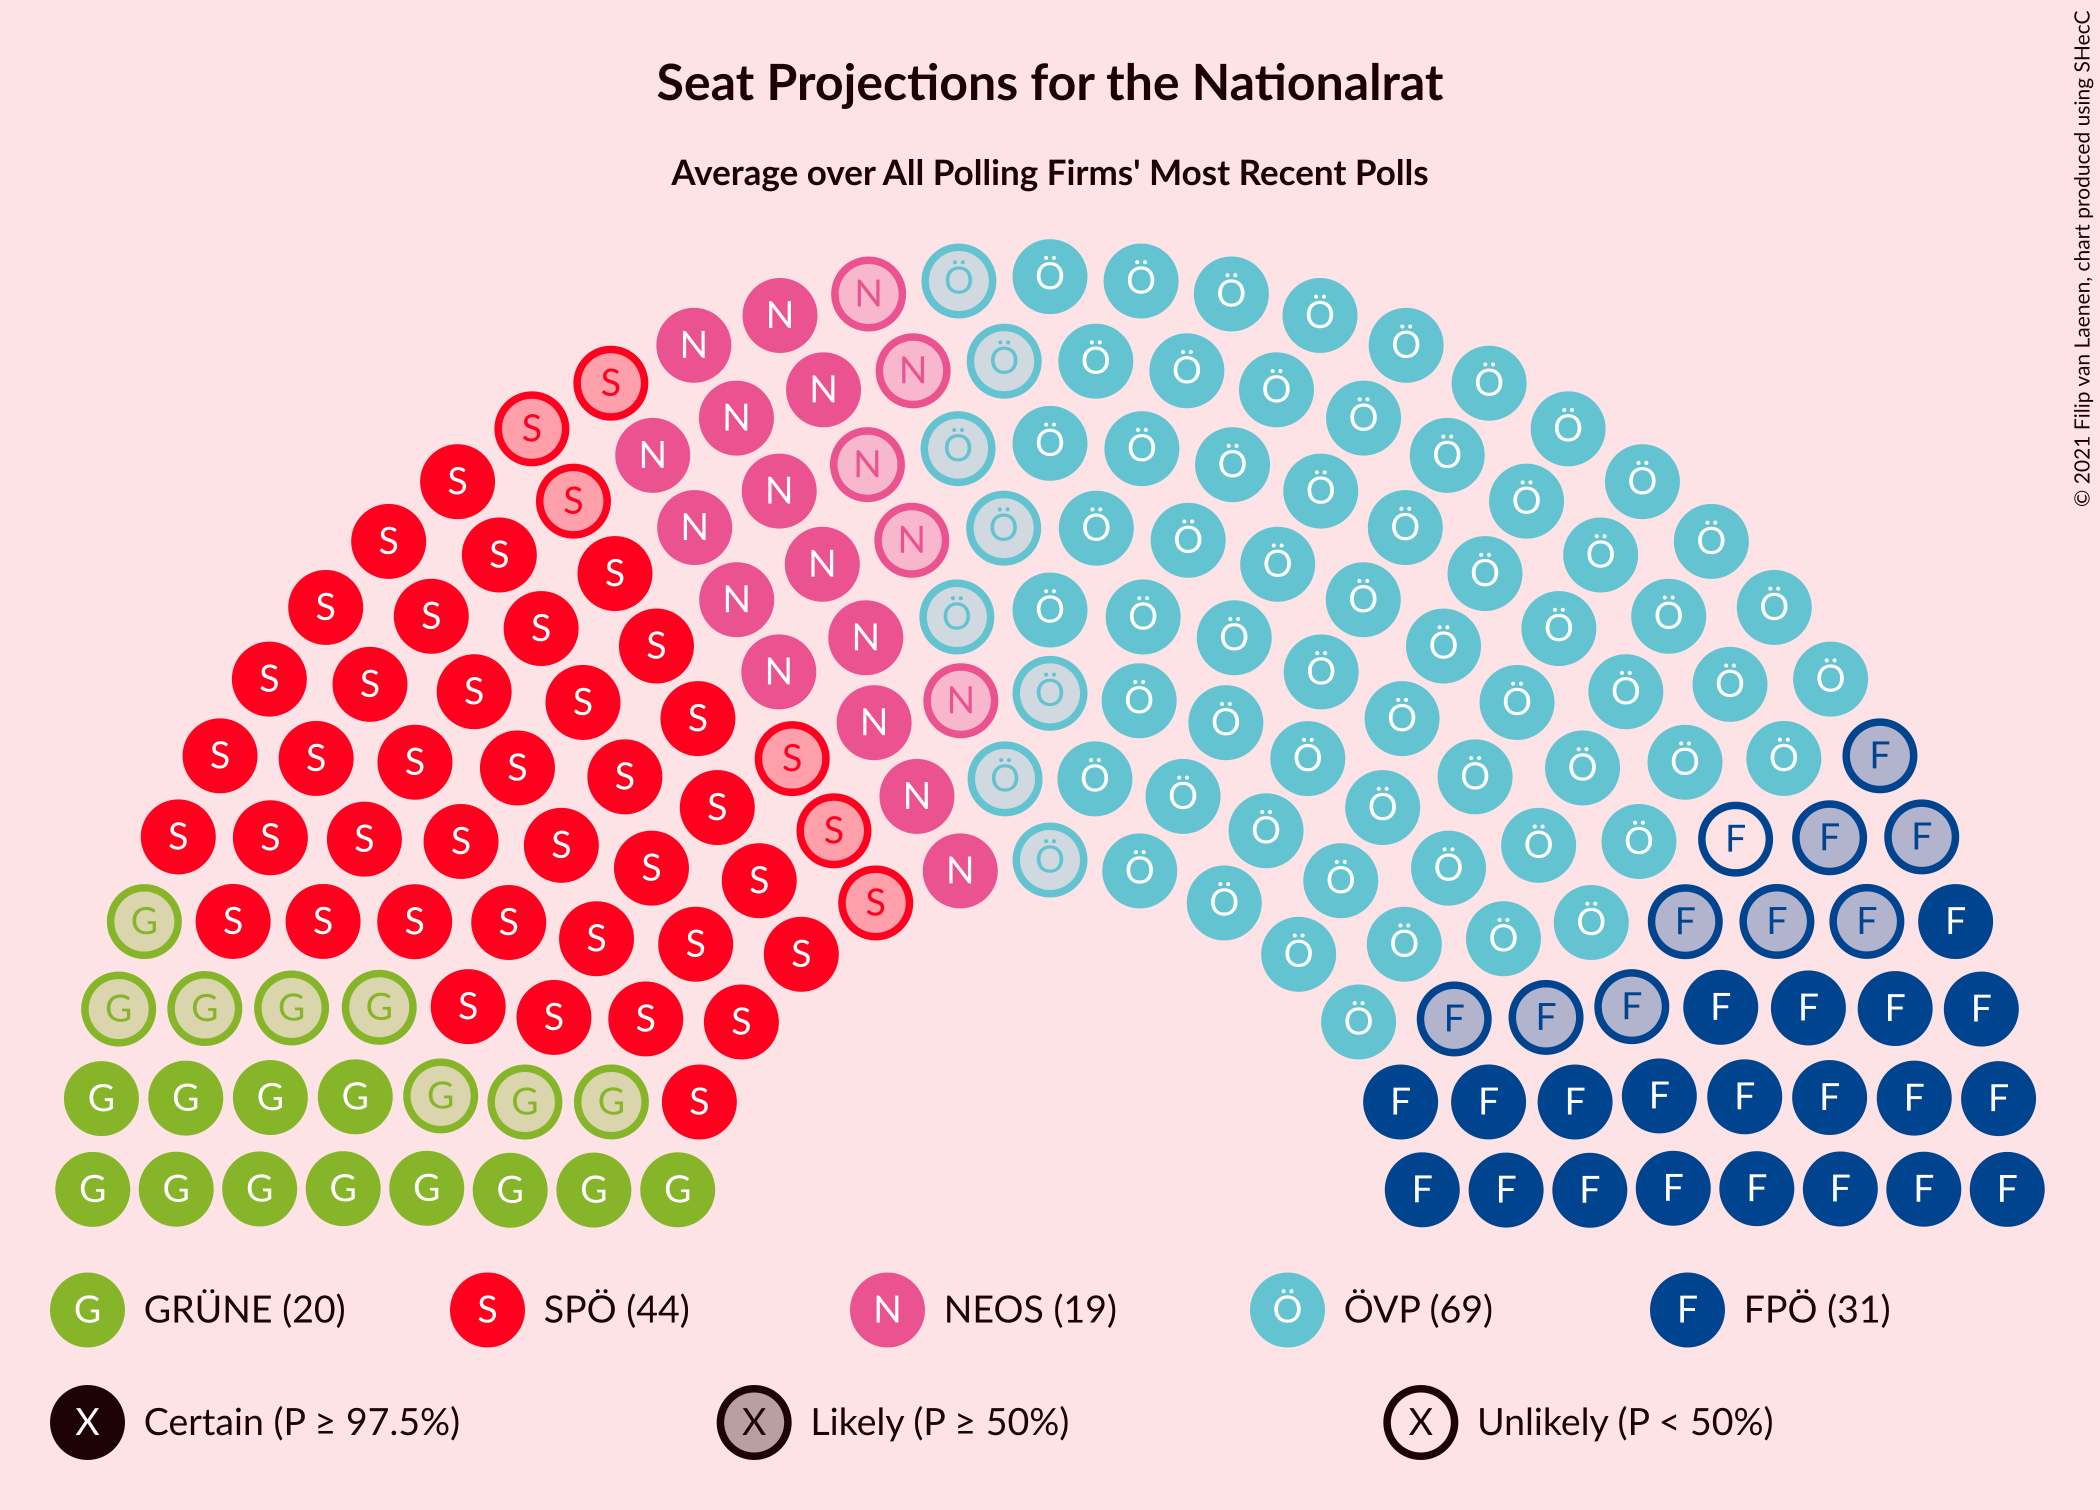 Seat Projections for the Nationalrat
Average over All Polling Firms' Most Recent Polls
© 2021 Filip van Laenen, chart produced using SHecC
N Ö Ö Ö Ö Ö Ö
N N
S S N N N Ö Ö Ö Ö Ö Ö Ö
S S N N N Ö Ö Ö Ö Ö Ö Ö
S S S N N N Ö Ö Ö Ö Ö Ö Ö
S S S S N N Ö Ö Ö Ö Ö Ö Ö
S S S S S N N Ö Ö Ö Ö Ö Ö Ö
S S S S S S N N Ö Ö Ö Ö Ö Ö Ö Ö F
S S S S S S S S N Ö Ö Ö Ö Ö Ö F F F
G S S S S S S S Ö Ö Ö Ö F F F F
G G G G S S S S Ö F F F F F F F
G G G G G G G S F F F F F F F F
G G G G G G G G F F F F F F F F
G GRÜNE (20) S SPÖ (44) N NEOS (19) Ö ÖVP (69) F FPÖ (31)
X Certain (P ≥ 97.5%) X Likely (P ≥ 50%) X Unlikely (P < 50%)